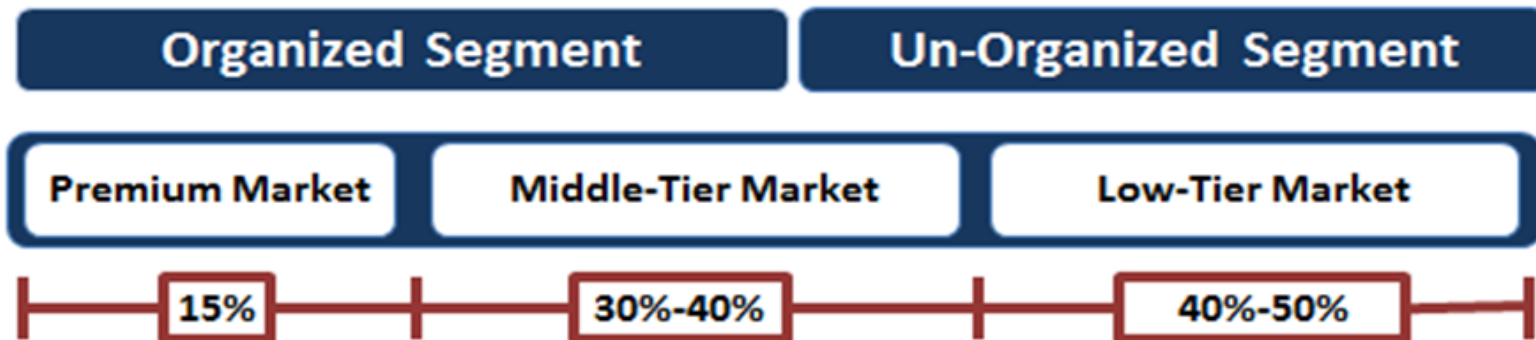 Organized Segment
Un-Organized Segment
Premium Market
Middle-Tier Market
Low-Tier Market
15%
30%-40%
40%-50%